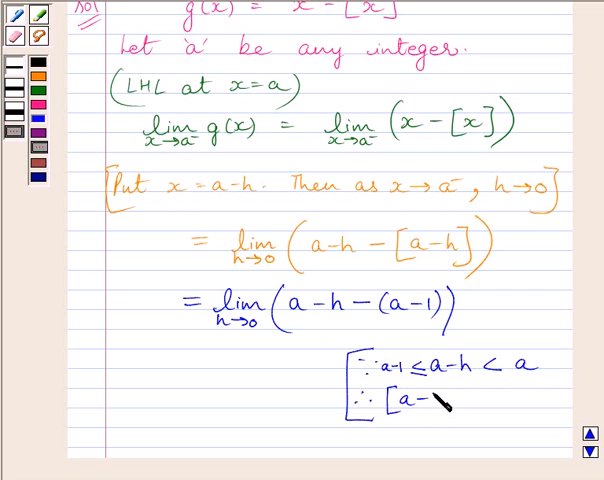 Sol
g(x) = x - [x]
Let 'a' be any integer.
(LHL at x=a)
lim x→a⁻ g(x) = lim x→a⁻ (x - [x])
[Put x = a-h. Then as x→a⁻, h→0]
= lim h→0 (a-h - [a-h])
= lim h→0 (a-h-(a-1))
[∵ a-1 ≤ a-h < a
∴ [a-